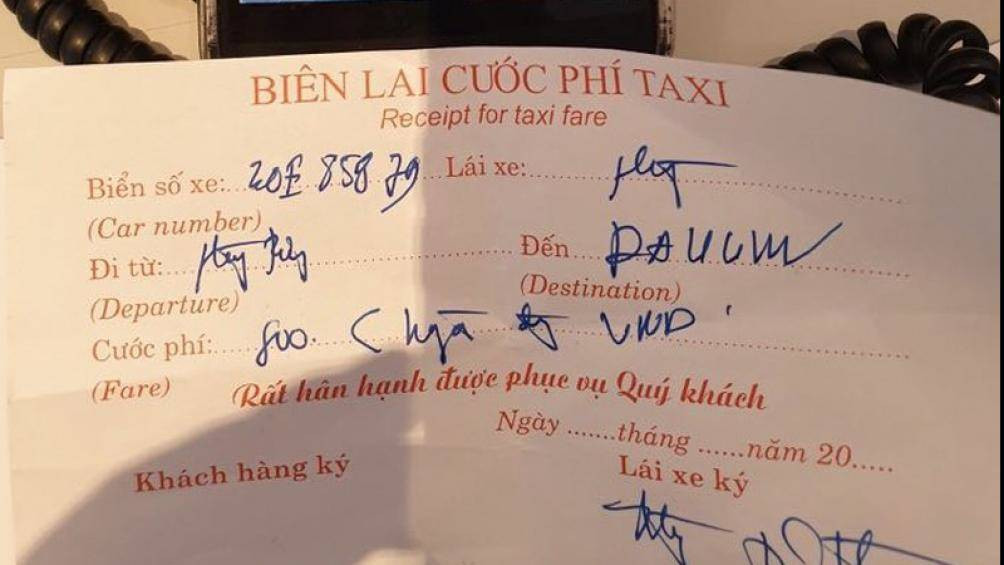 BIÊN LAI CƯỚC PHÍ TAXI
Receipt for taxi fare
Biển số xe:... 20E 858 79 ...Lái xe:.....
(Car number)
Đi từ:.......... Đến
(Departure) (Destination)
Cước phí:..... 800. ( VND
(Fare) Rất hân hạnh được phục vụ Quý khách
Ngày .......tháng ......năm 20.....
Khách hàng ký Lái xe ký